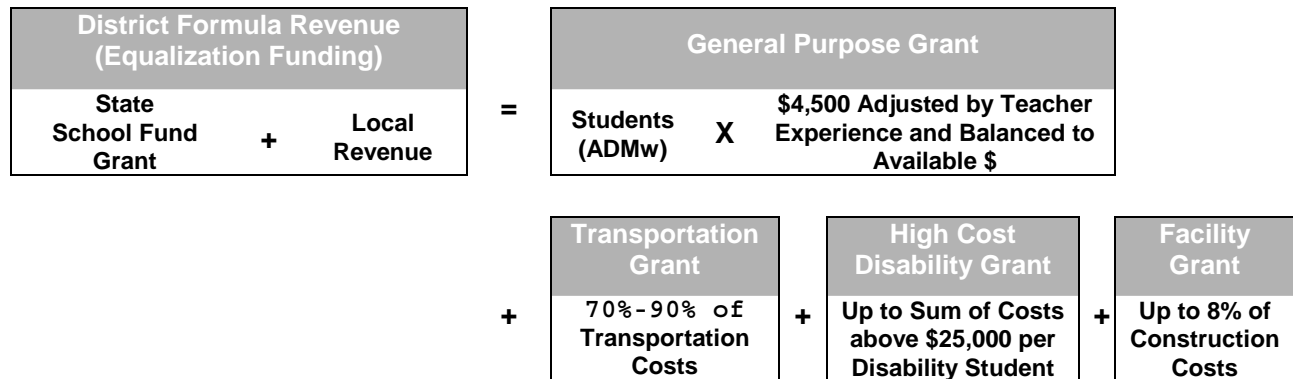 District Formula Revenue
(Equalization Funding)
State
School Fund
Grant
+
Local
Revenue
=
General Purpose Grant
Students
(ADMw)
X
$4,500 Adjusted by Teacher
Experience and Balanced to
Available $
+
Transportation
Grant
70%-90% of
Transportation
Costs
+
High Cost
Disability Grant
Up to Sum of Costs
above $25,000 per
Disability Student
+
Facility
Grant
Up to 8% of
Construction
Costs